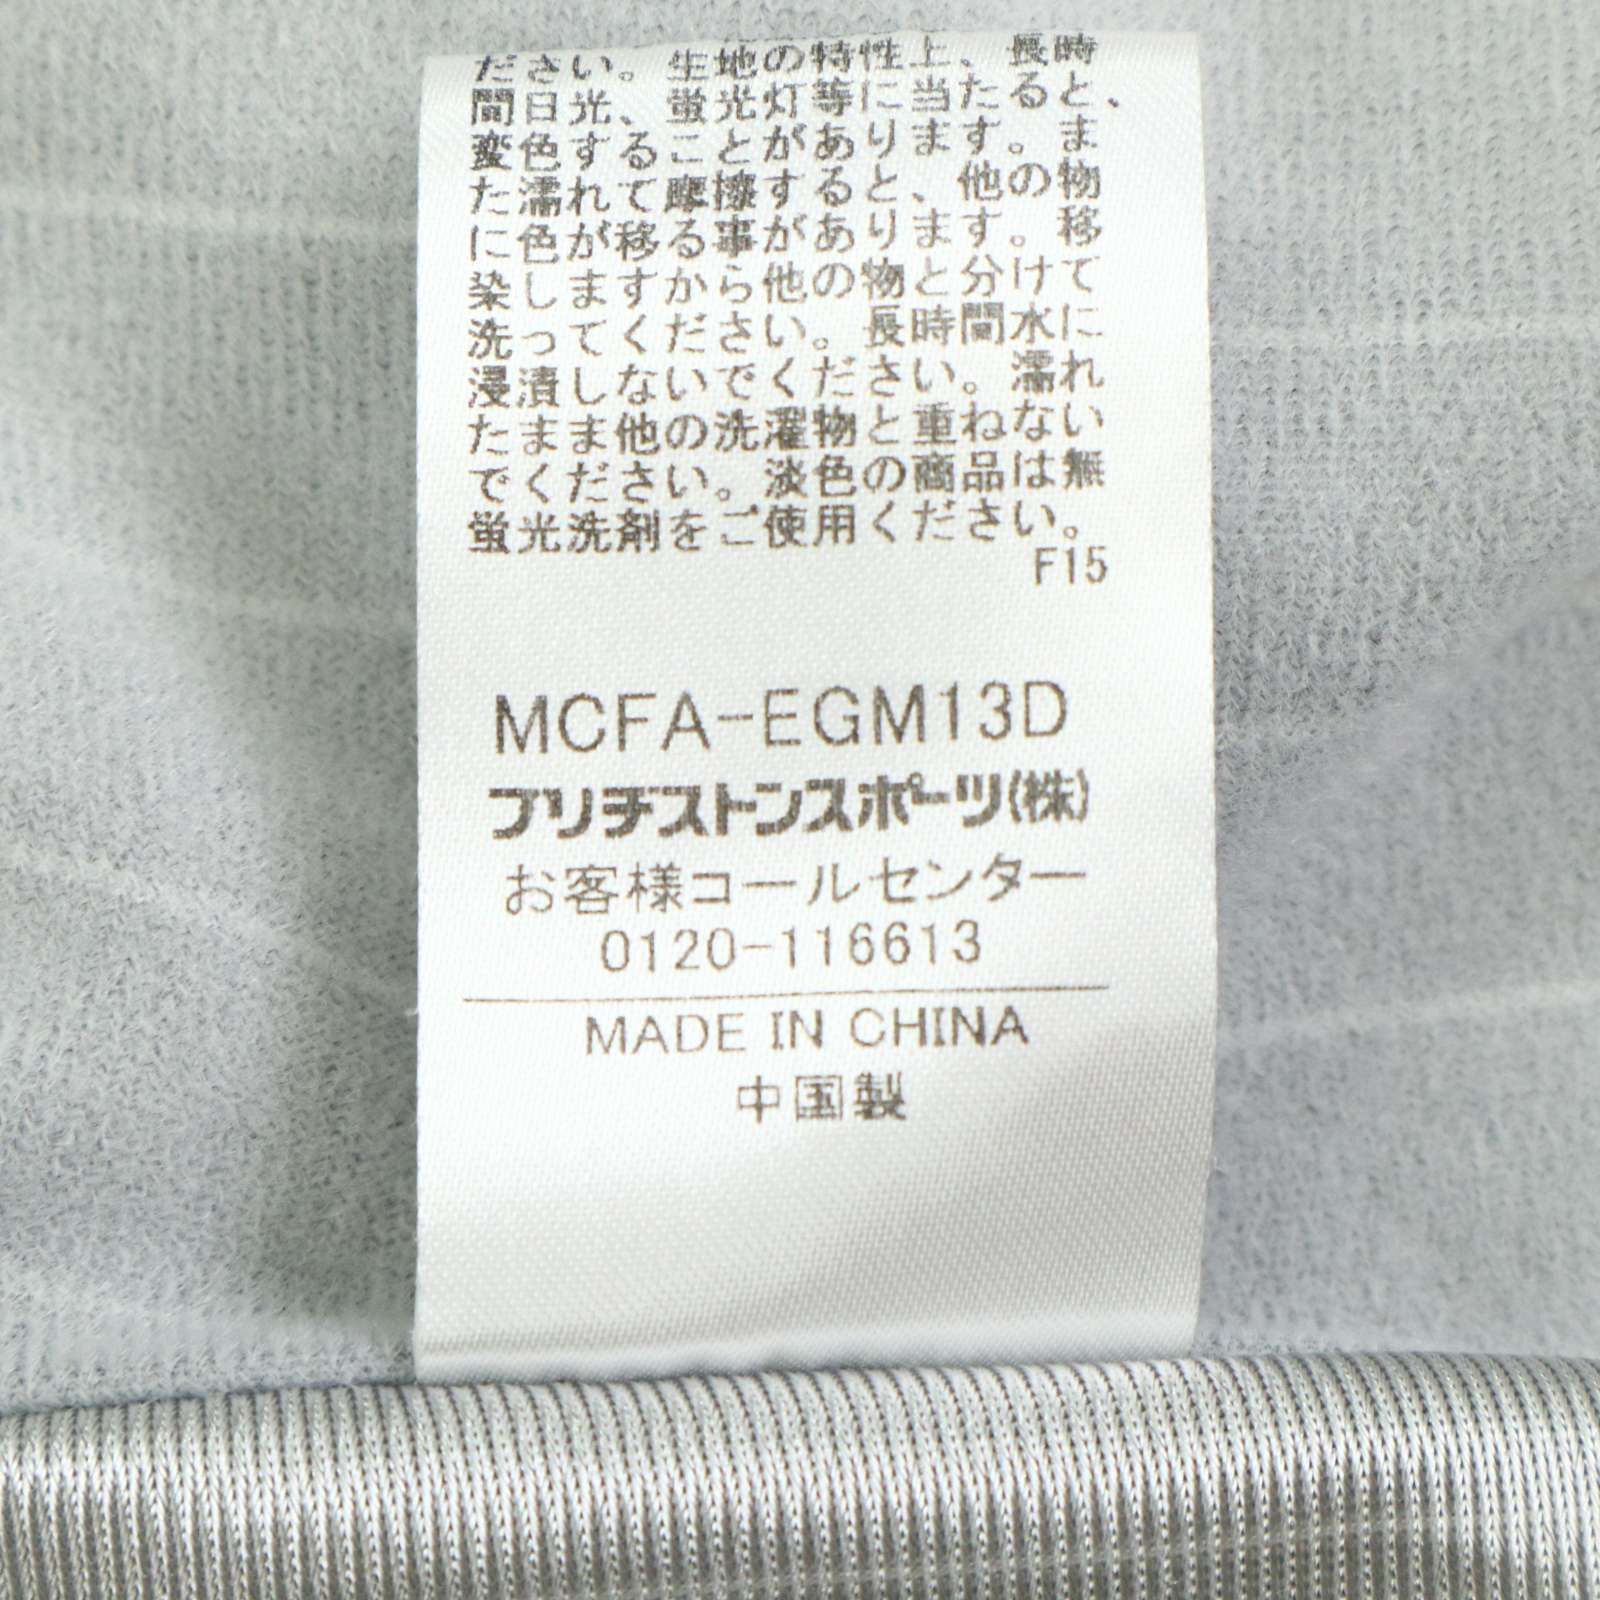 ださい。生地の特性上、長時
間日光、蛍光灯等に当たると、
変色することがあります。ま
た濡れて摩擦すると、他の物
に色が移る事があります。移
染しますから他の物と分けて
洗ってください。長時間水に
浸漬しないでください。濡れ
たまま他の洗濯物と重ねない
でください。淡色の商品は無
蛍光洗剤をご使用ください。
F15
MCFA-EGM13D
ブリヂストンスポーツ(株)
お客様コールセンター
0120-116613
MADE IN CHINA
中国製